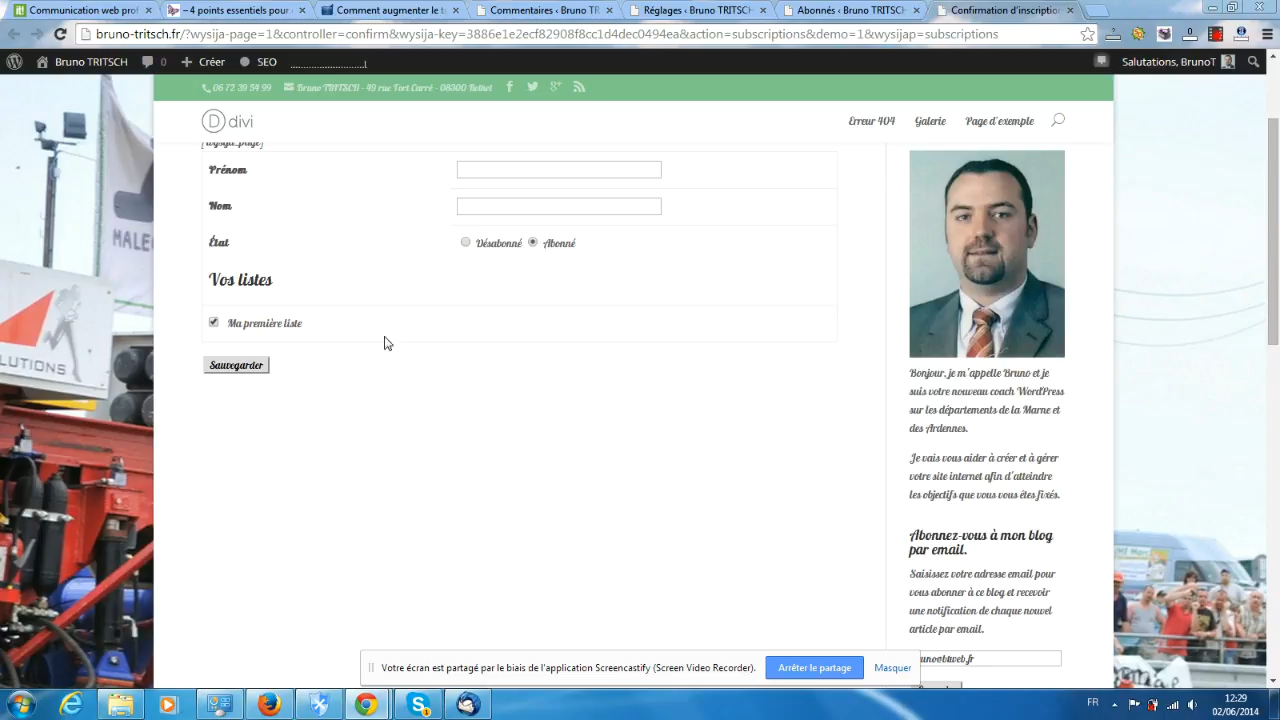 Communication web prof
– 4 points essentiels pour
Comment augmenter le t
Commentaires ‹ Bruno TR
Réglages ‹ Bruno TRITSCH
Abonnés ‹ Bruno TRITSCH
Confirmation d'inscriptio
bruno-tritsch.fr/?wysija-page=1&controller=confirm&wysija-key=3886e1e2ecf82908f8cc1d4dec0494ea&action=subscriptions&demo=1&wysijap=subscriptions
Bruno TRITSCH 0 Créer SEO Salutations, BrunoT
06 72 39 54 99 Bruno TRITSCH - 49 rue Fort Carré - 08300 Rethel
D divi Erreur 404 Galerie Page d'exemple
[wysija_page]
Prénom
Nom
État Désabonné Abonné
Vos listes
Ma première liste
Sauvegarder
Bonjour, je m'appelle Bruno et je
suis votre nouveau coach WordPress
sur les départements de la Marne et
des Ardennes.
Je vais vous aider à créer et à gérer
votre site internet afin d'atteindre
les objectifs que vous vous êtes fixés.
Abonnez-vous à mon blog
par email.
Saisissez votre adresse email pour
vous abonner à ce blog et recevoir
une notification de chaque nouvel
article par email.
Votre écran est partagé par le biais de l'application Screencastify (Screen Video Recorder). Arrêter le partage Masquer
MALE
OLUTIONS
FR 12:29
02/06/2014